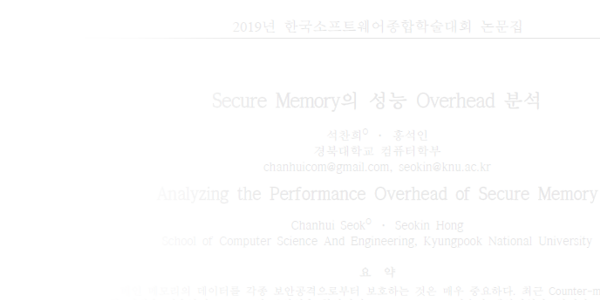 2019년 한국소프트웨어종합학술대회 논문집
Secure Memory의 성능 Overhead 분석
석찬희○ · 홍석인
경북대학교 컴퓨터학부
chanhuicom@gmail.com, seokin@knu.ac.kr
Analyzing the Performance Overhead of Secure Memory
Chanhui Seok○ · Seokin Hong
School of Computer Science And Engineering, Kyungpook National University
요 약
메모리에 데이터를 각종 보안공격으로부터 보호하는 것은 매우 중요하다. 최근